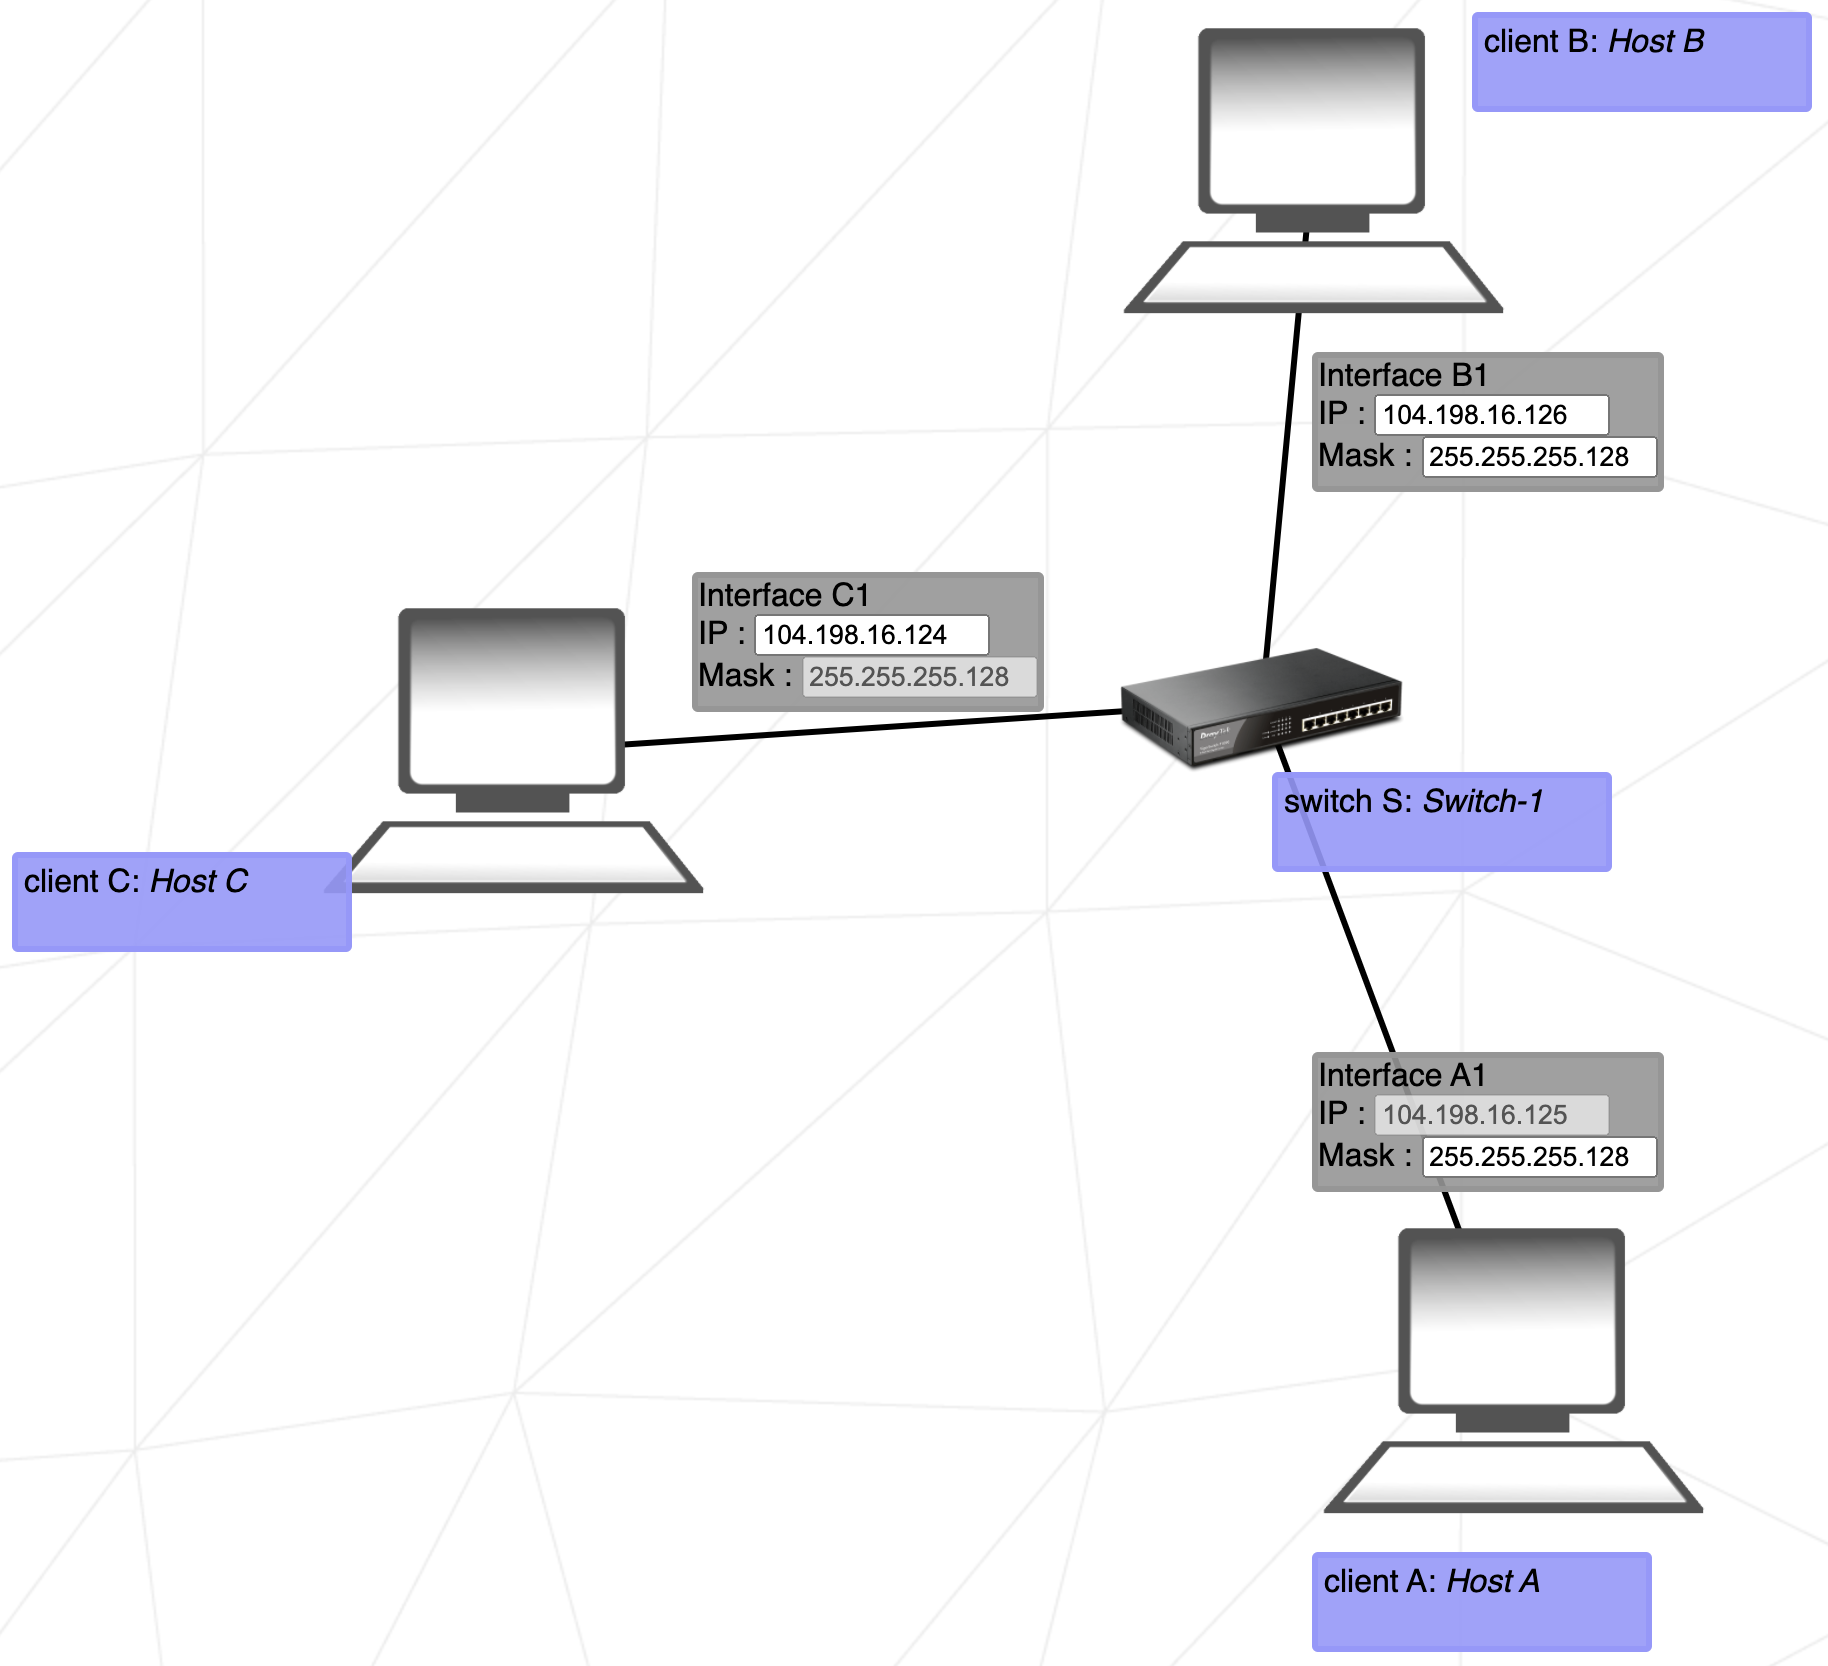 client B: Host B
Interface B1
IP : 104.198.16.126
Mask : 255.255.255.128
Interface C1
IP : 104.198.16.124
Mask : 255.255.255.128
switch S: Switch-1
client C: Host C
Interface A1
IP : 104.198.16.125
Mask : 255.255.255.128
client A: Host A